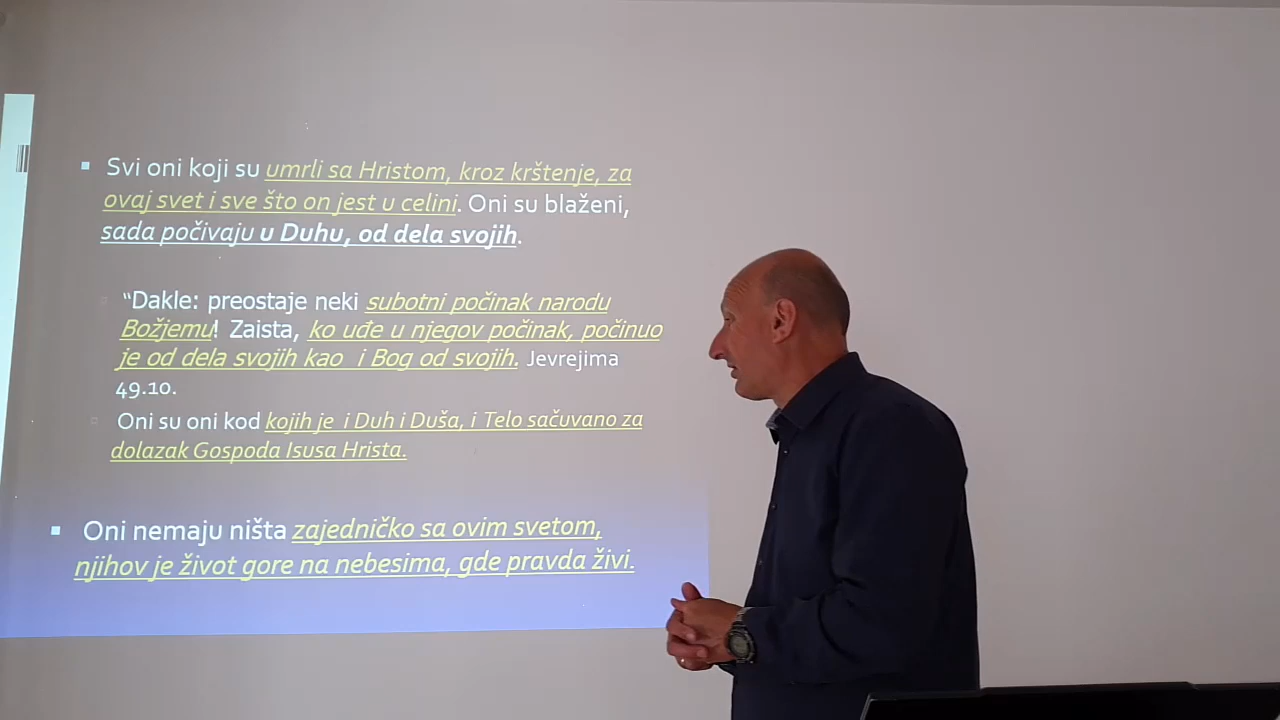 Svi oni koji su umrli sa Hristom, kroz krštenje, za
ovaj svet i sve što on jest u celini. Oni su blaženi,
sada počivaju u Duhu, od dela svojih.
“Dakle: preostaje neki subotni počinak narodu
Božjemu! Zaista, ko uđe u njegov počinak, počinuo
je od dela svojih kao i Bog od svojih. Jevrejima
49.10.
Oni su oni kod kojih je i Duh i Duša, i Telo sačuvano za
dolazak Gospoda Isusa Hrista.
Oni nemaju ništa zajedničko sa ovim svetom,
njihov je život gore na nebesima, gde pravda živi.